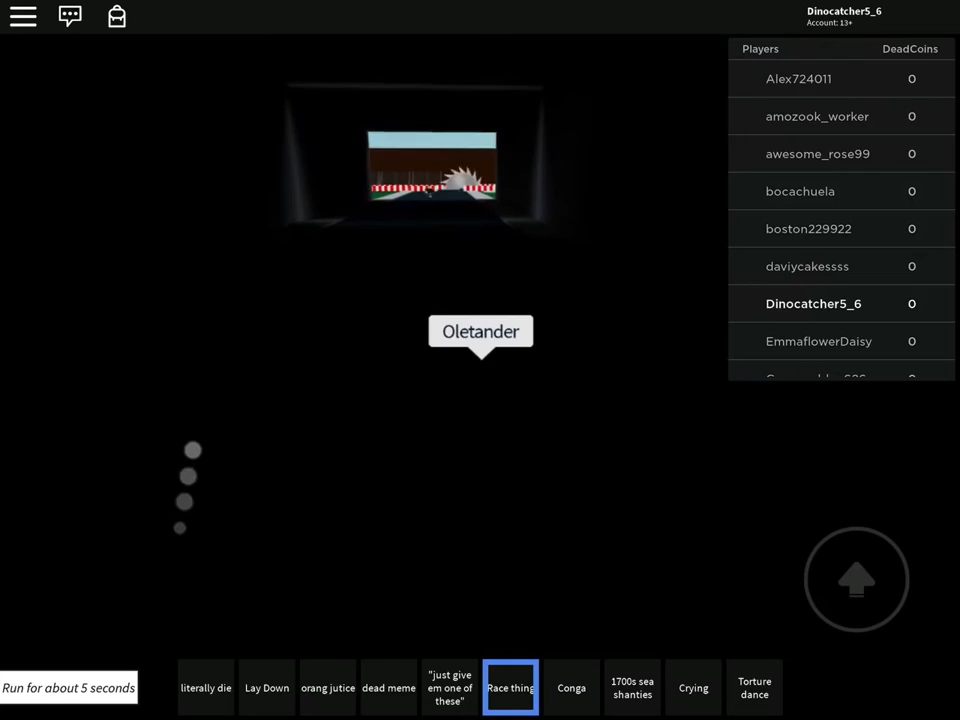 Dinocatcher5_6
Account: 13+
Players DeadCoins
Alex724011 0
amozook_worker 0
awesome_rose99 0
bocachuela 0
boston229922 0
daviycakessss 0
Dinocatcher5_6 0
EmmaflowerDaisy 0
Oletander
Run for about 5 seconds
literally die
Lay Down
orang jutice
dead meme
"just give
em one of
these"
Race thing
Conga
1700s sea
shanties
Crying
Torture
dance